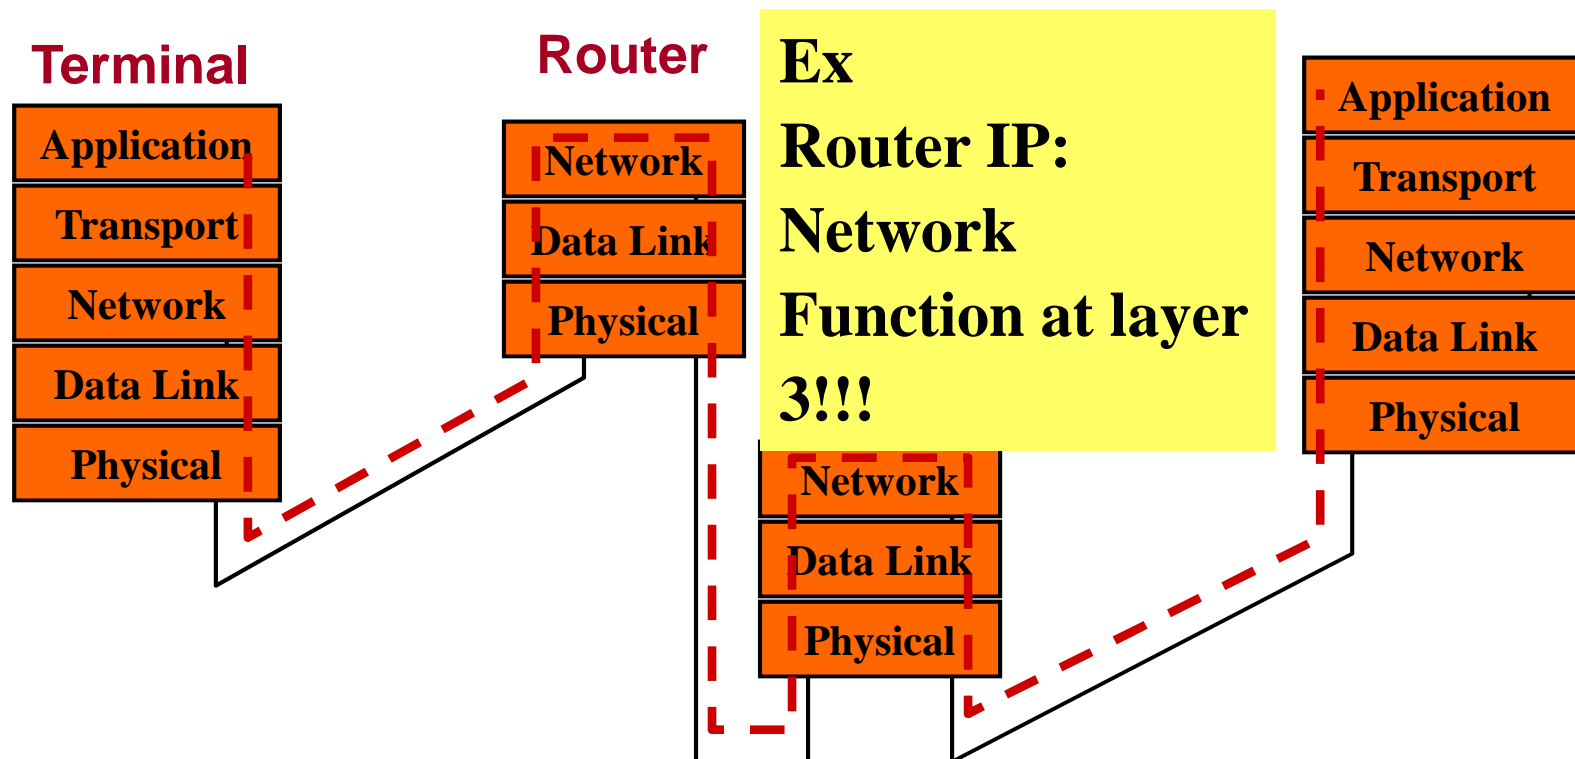 Terminal
Application
Transport
Network
Data Link
Physical
Router
Network
Data Link
Physical
Ex
Router IP:
Network
Function at layer
3!!!
Network
Data Link
Physical
Application
Transport
Network
Data Link
Physical